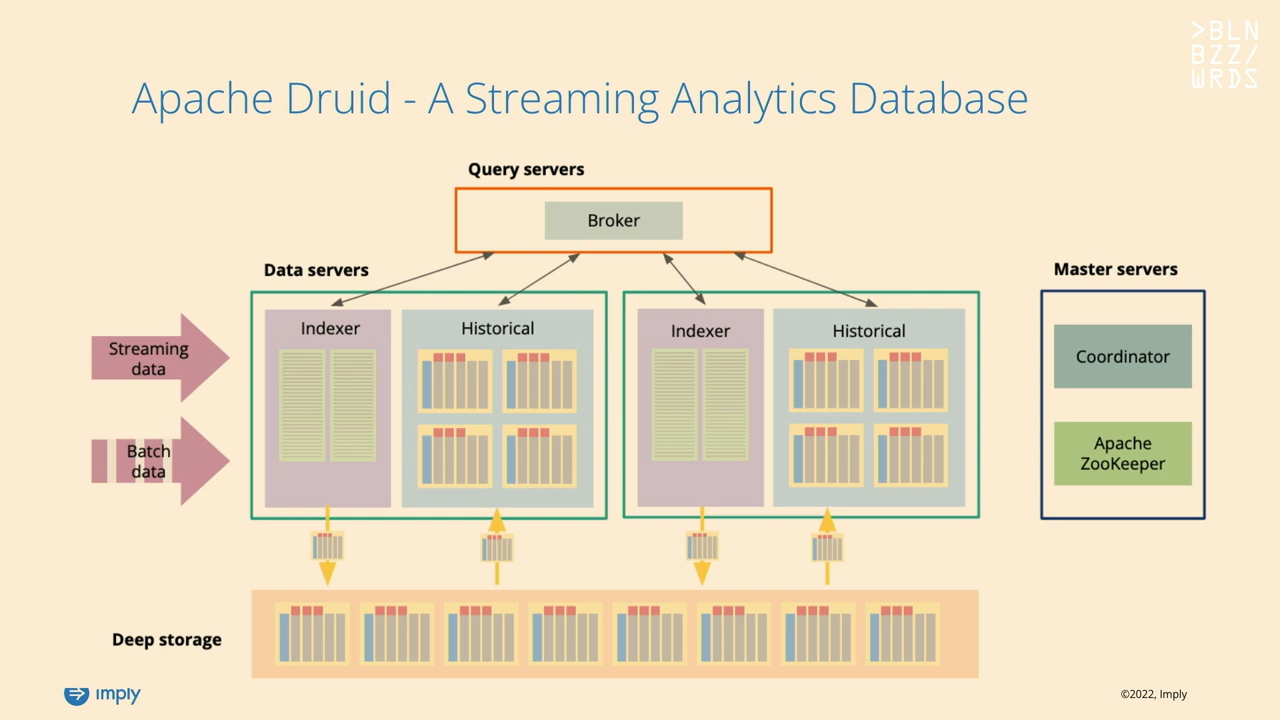 >BLN
BZZ/
WRDS
Apache Druid - A Streaming Analytics Database
Query servers
Broker
Data servers
Master servers
Indexer
Historical
Indexer
Historical
Streaming
data
Coordinator
Batch
data
Apache
ZooKeeper
Deep storage
imply
©2022, Imply